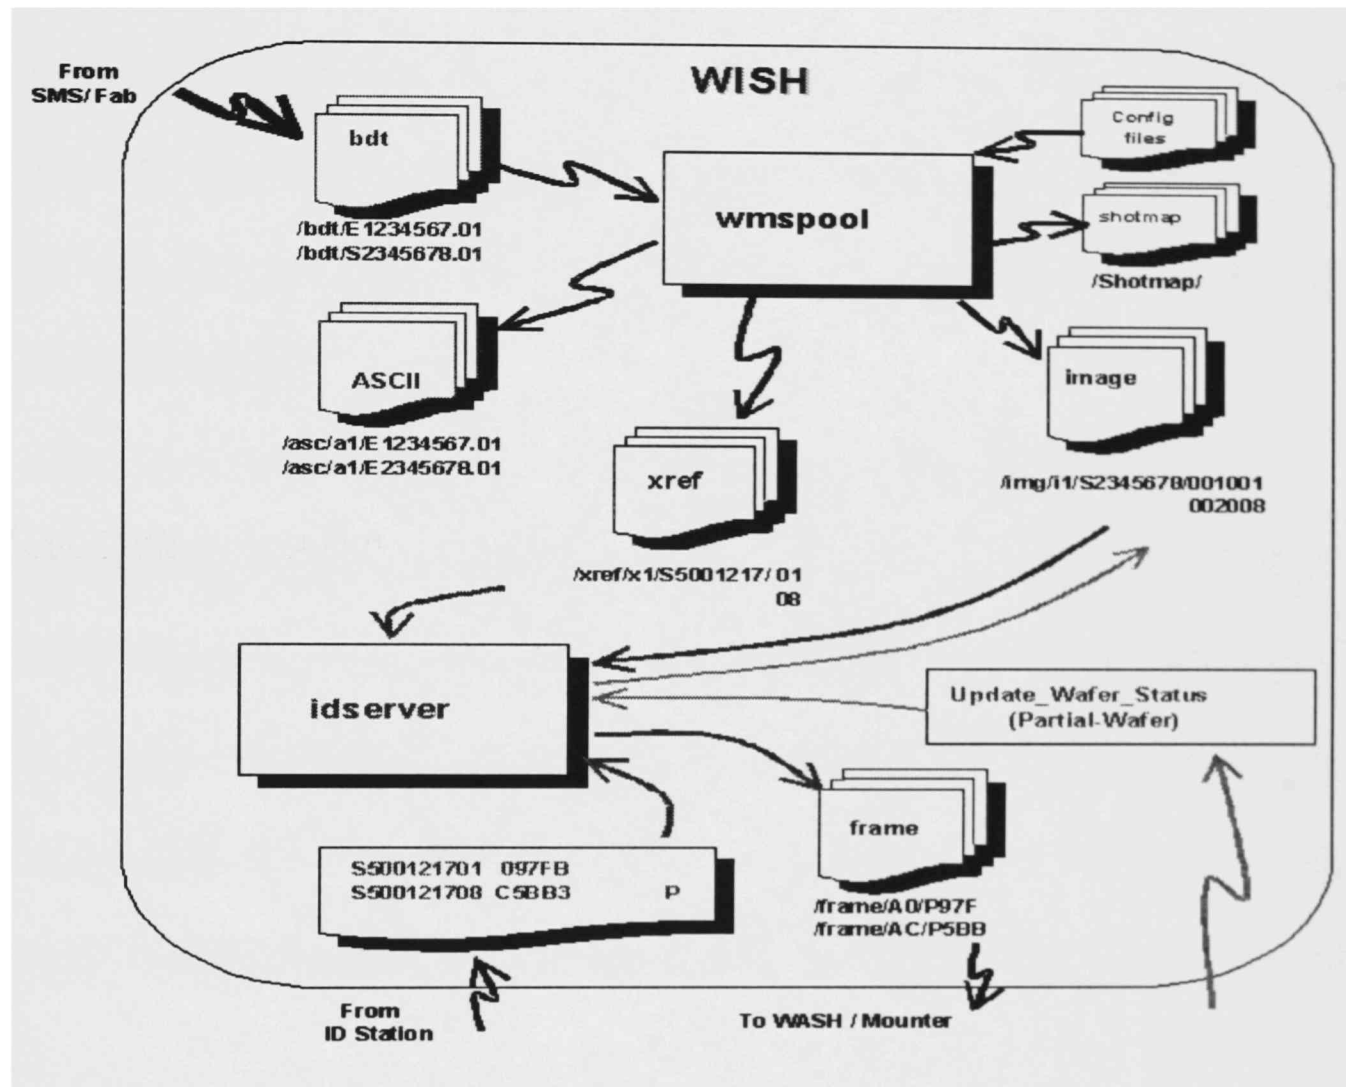 WISH
From
SMS/ Fab
bdt
/bdt/E1234567.01
/bdt/S2345678.01
Config
files
wmspool
shotmap
/Shotmap/
ASCII
/asc/a1/E1234567.01
/asc/a1/E2345678.01
image
/img/i1/S2345678/001001
002008
xref
/xref/x1/S5001217/ 01
08
idserver
Update_Wafer_Status
(Partial-Wafer)
S500121701 097FB
S500121708 C5BB3 P
frame
/frame/A0/P97F
/frame/AC/P5BB
From
ID Station
To WASH / Mounter